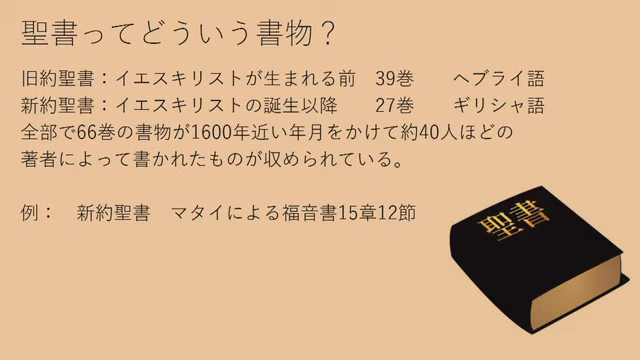 聖書ってどういう書物？
旧約聖書：イエスキリストが生まれる前　39巻　　ヘブライ語
新約聖書：イエスキリストの誕生以降　　27巻　　ギリシャ語
全部で66巻の書物が1600年近い年月をかけて約40人ほどの
著者によって書かれたものが収められている。
例：　新約聖書　マタイによる福音書15章12節
聖書